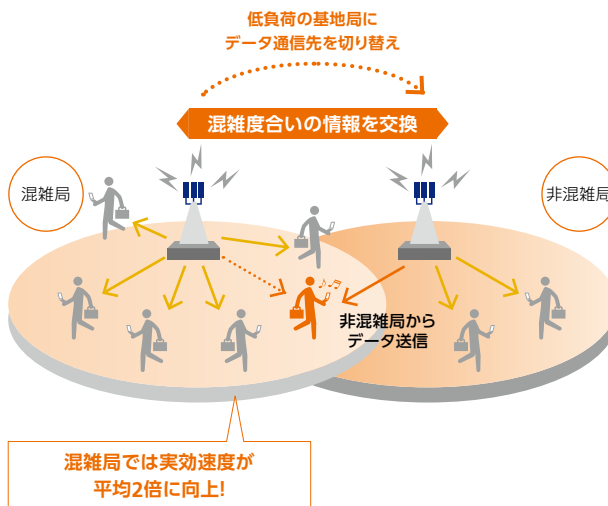 低負荷の基地局に
データ通信先を切り替え
混雑度合いの情報を交換
混雑局
非混雑局
非混雑局から
データ送信
混雑局では実効速度が
平均2倍に向上!